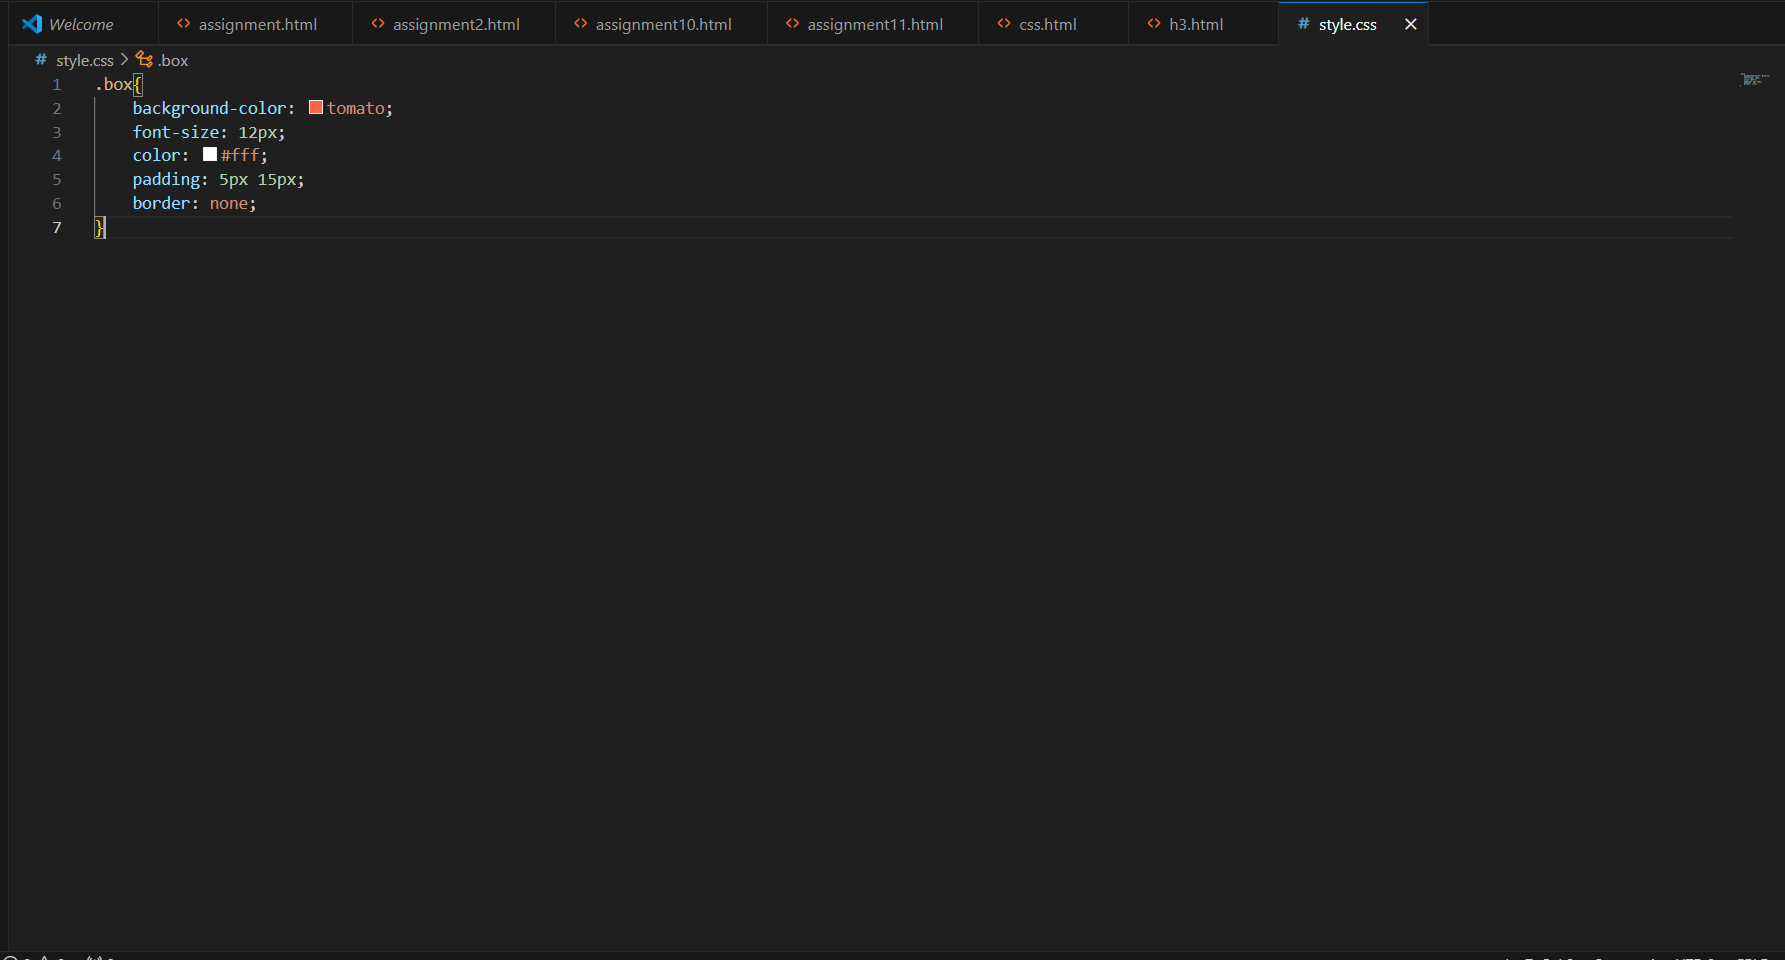 Welcome assignment.html assignment2.html assignment10.html assignment11.html css.html h3.html # style.css
# style.css > .box
1 .box{
2 background-color: tomato;
3 font-size: 12px;
4 color: #fff;
5 padding: 5px 15px;
6 border: none;
7 }